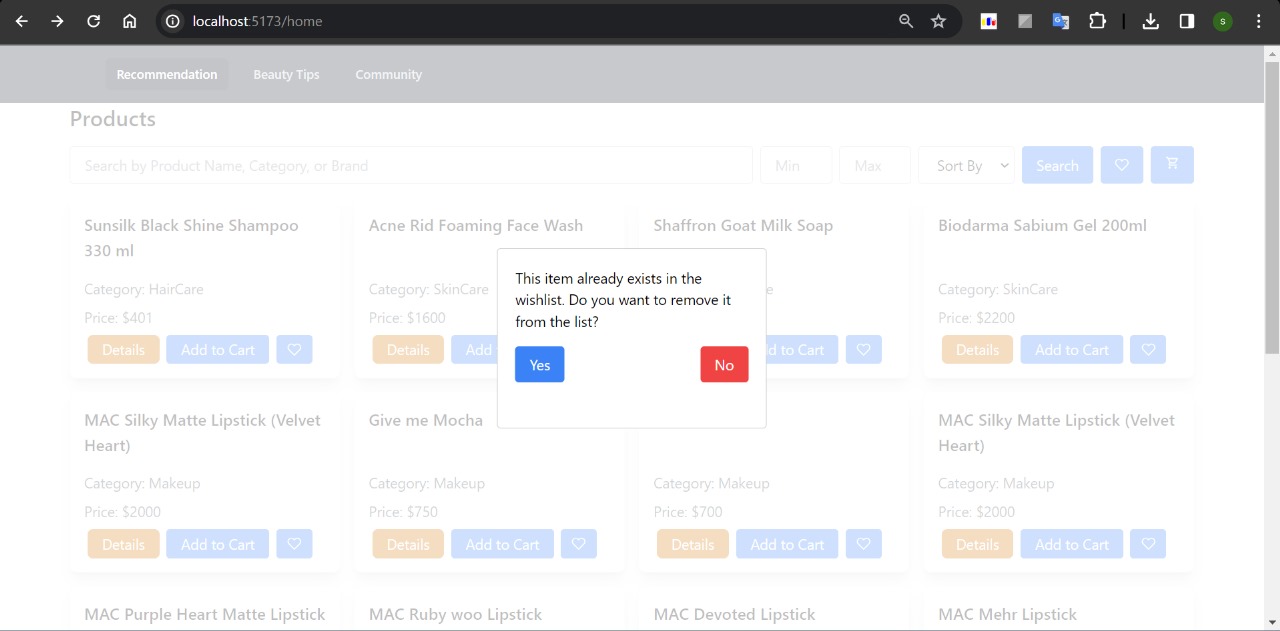 localhost:5173/home
S
Recommendation Beauty Tips Community
Products
Search by Product Name, Category, or Brand Min Max Sort By Search
Sunsilk Black Shine Shampoo
330 ml
Category: HairCare
Price: $401
Details Add to Cart
Acne Rid Foaming Face Wash
Category: SkinCare
Price: $1600
Details Add
Shaffron Goat Milk Soap
d to Cart
Biodarma Sabium Gel 200ml
Category: SkinCare
Price: $2200
Details Add to Cart
This item already exists in the
wishlist. Do you want to remove it
from the list?
Yes No
MAC Silky Matte Lipstick (Velvet
Heart)
Category: Makeup
Price: $2000
Details Add to Cart
Give me Mocha
Category: Makeup
Price: $750
Details Add to Cart
Category: Makeup
Price: $700
Details Add to Cart
MAC Silky Matte Lipstick (Velvet
Heart)
Category: Makeup
Price: $2000
Details Add to Cart
MAC Purple Heart Matte Lipstick
MAC Ruby woo Lipstick
MAC Devoted Lipstick
MAC Mehr Lipstick